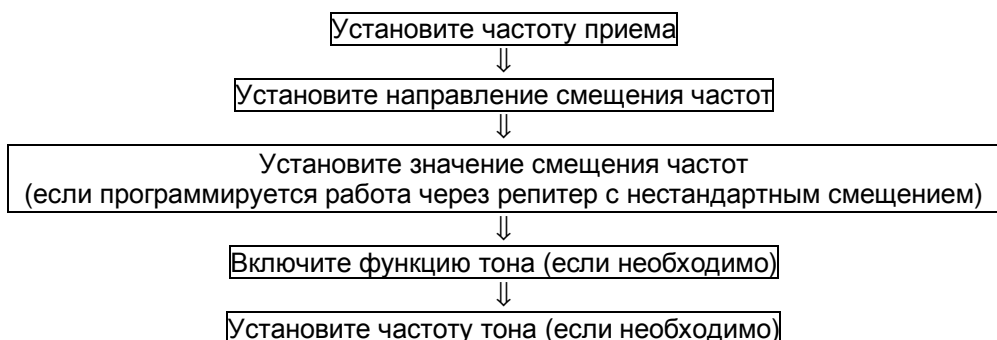 Установите частоту приема
⇓
Установите направление смещения частот
⇓
Установите значение смещения частот
(если программируется работа через репитер с нестандартным смещением)
⇓
Включите функцию тона (если необходимо)
⇓
Установите частоту тона (если необходимо)